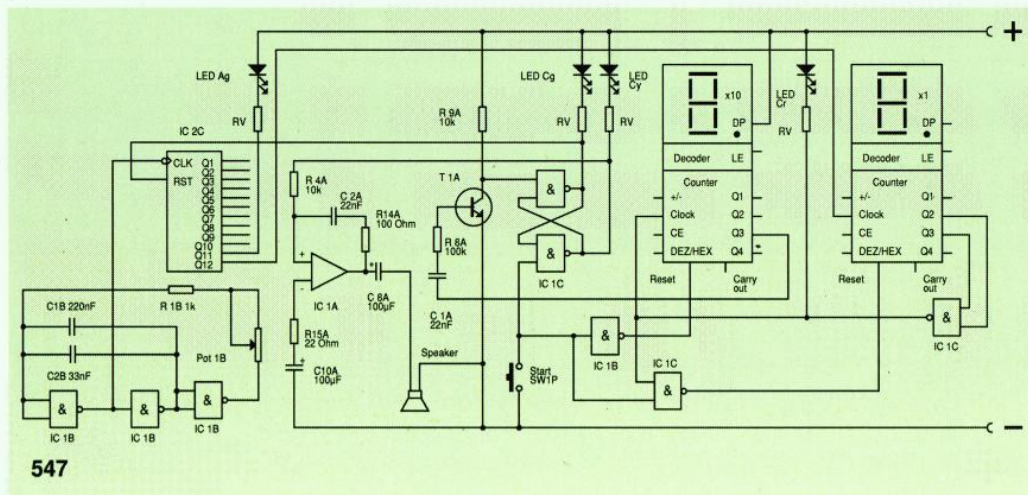 +
LED Ag
RV
LED Cg
LED
Cy
RV
RV
R 9A
10k
x10
DP
LED
Cr
RV
x1
DP
IC 2C
CLK
RST
Q1
Q2
Q3
Q4
Q5
Q6
Q7
Q8
Q9
Q10
Q11
Q12
R 4A
10k
C 2A
22nF
R14A
100 Ohm
T 1A
R 6A
100k
&
&
IC 1C
Decoder
LE
Counter
+/-
Q1
Clock
Q2
CE
Q3
DEZ/HEX
Q4
*
Reset
Carry
out
Decoder
LE
Counter
+/-
Q1
Clock
Q2
CE
Q3
DEZ/HEX
Q4
Reset
Carry
out
+
-
IC 1A
+
C 8A
100µF
C 1A
22nF
R 1B 1k
C1B 220nF
C2B 33nF
Pot 1B
R15A
22 Ohm
+
C10A
100µF
Speaker
Start
SW1P
&
IC 1B
&
IC 1C
&
IC 1C
&
IC 1B
&
IC 1B
&
IC 1B
−
547